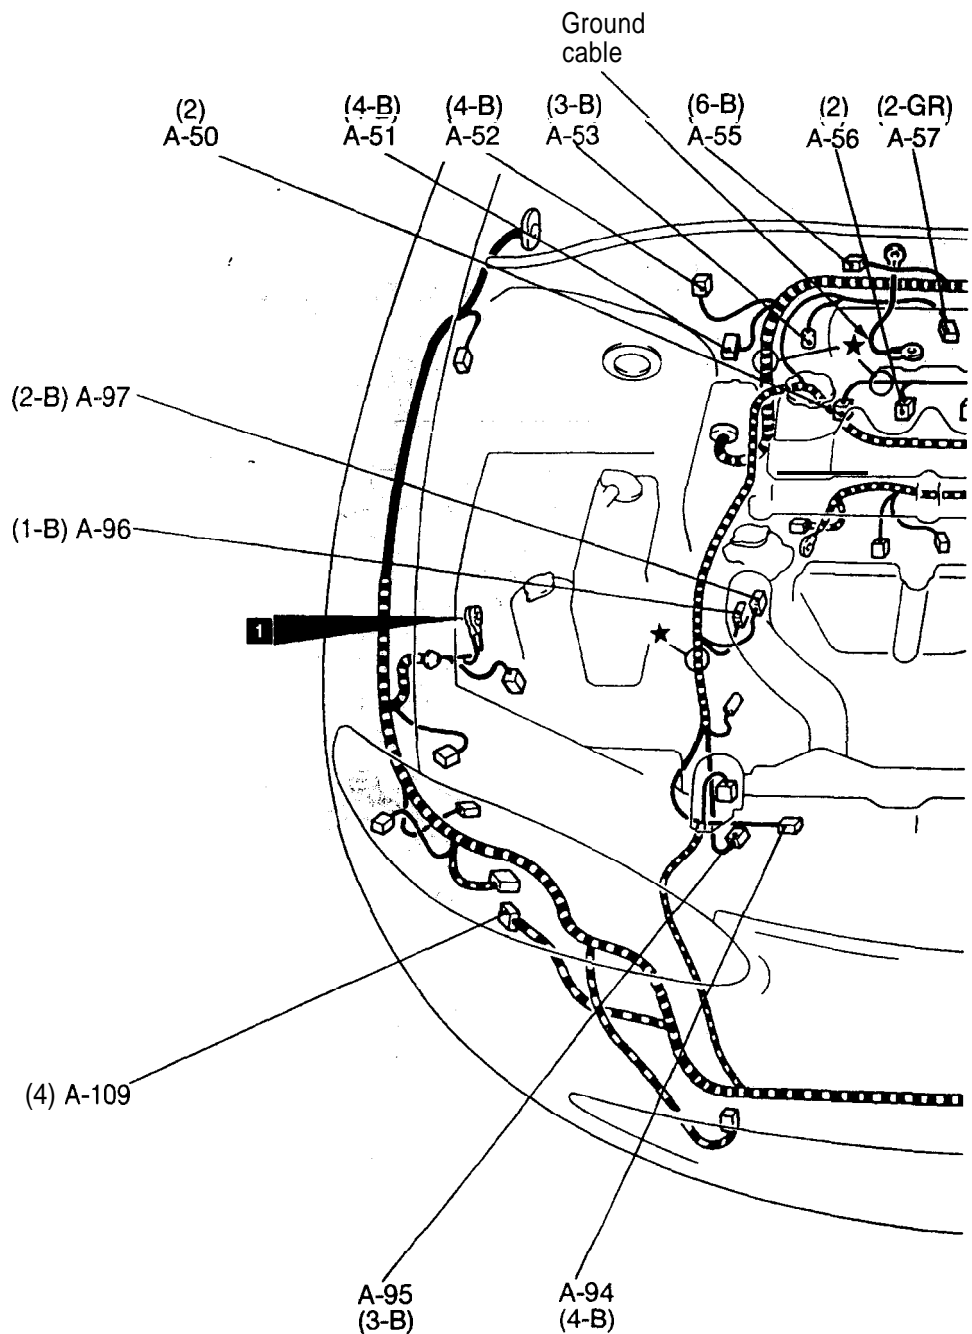 Ground
cable
(2)
A-50
(4-B)
A-51
(4-B)
A-52
(3-B)
A-53
(6-B)
A-55
(2)
A-56
(2-GR)
A-57
(2-B) A-97
(1-B) A-96
1
(4) A-109
A-95
(3-B)
A-94
(4-B)